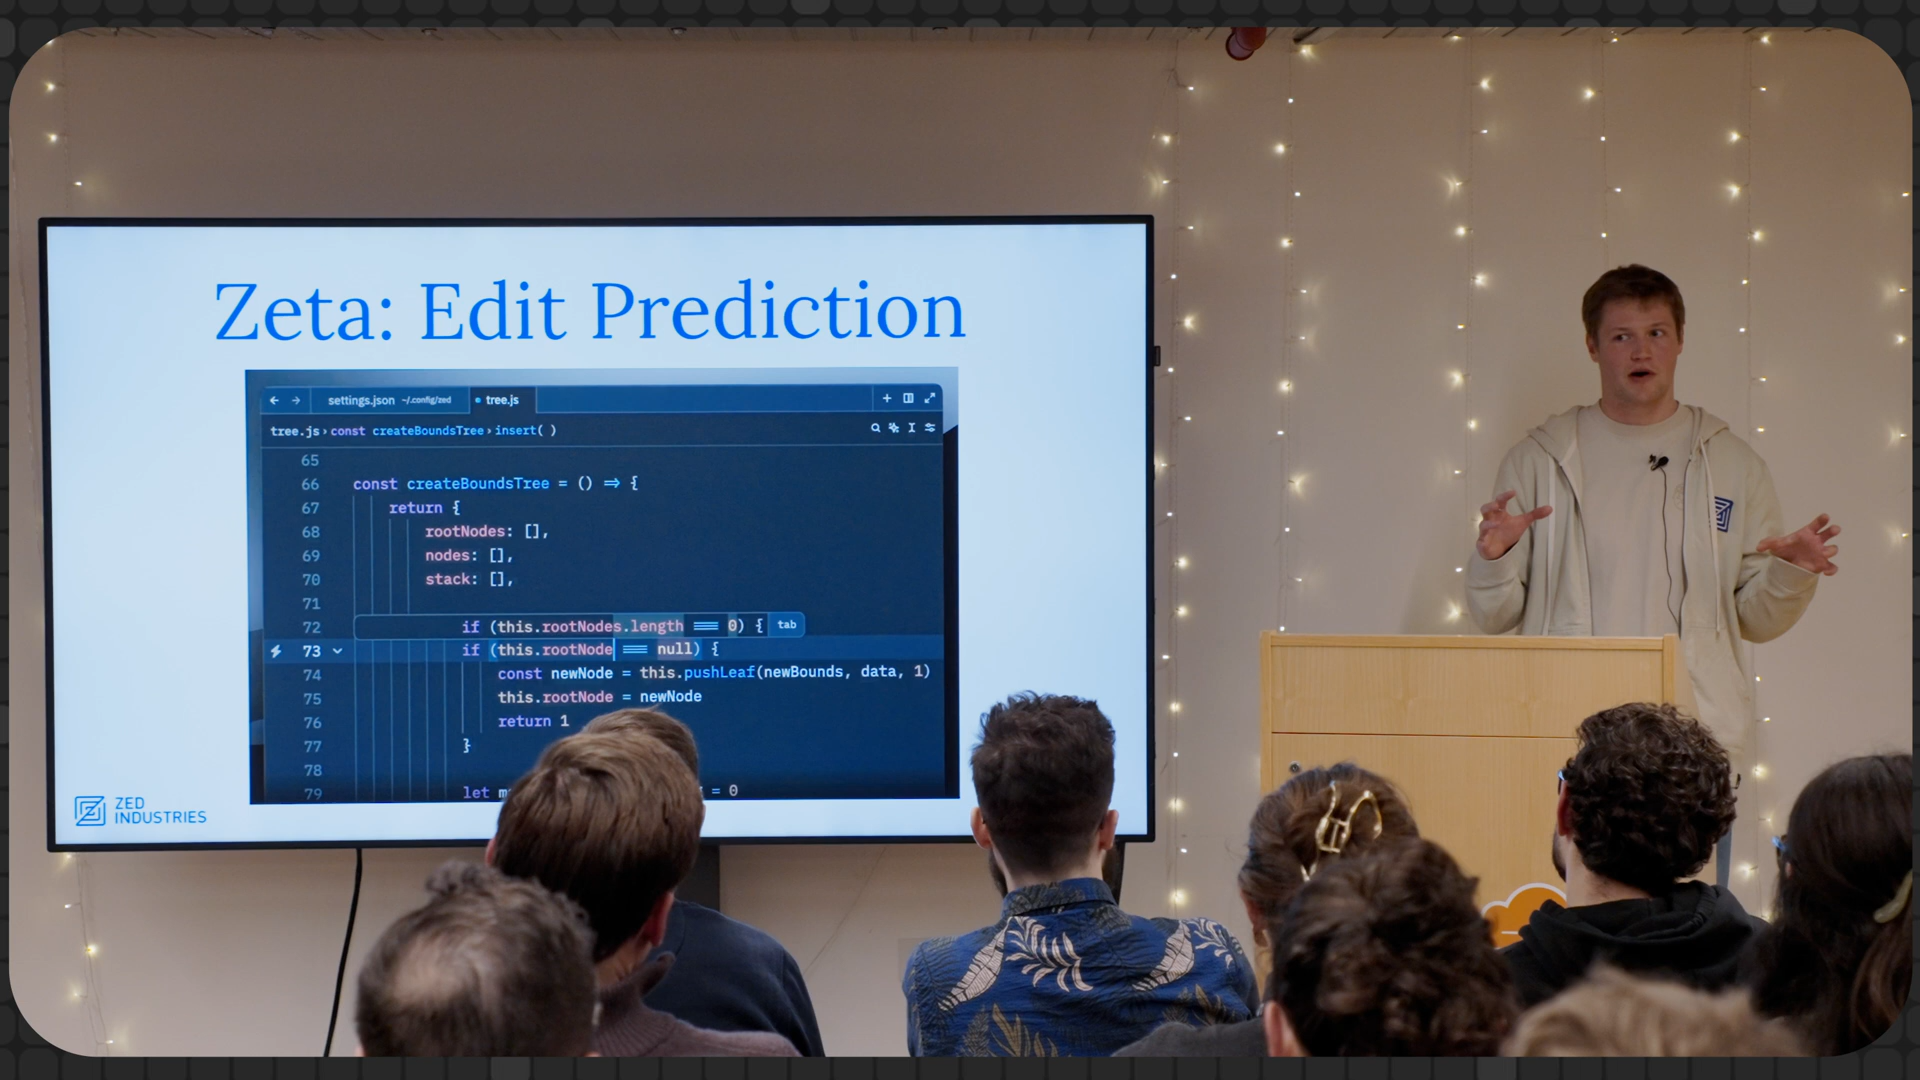 Zeta: Edit Prediction
settings.json ~/.config/zed
tree.js
tree.js › const createBoundsTree › insert( )
65
66 const createBoundsTree = () => {
67 return {
68 rootNodes: [],
69 nodes: [],
70 stack: [],
71
72 if (this.rootNodes.length === 0) { tab
73 if (this.rootNode === null) {
74 const newNode = this.pushLeaf(newBounds, data, 1)
75 this.rootNode = newNode
76 return 1
77 }
78
79 let = 0
ZED
INDUSTRIES